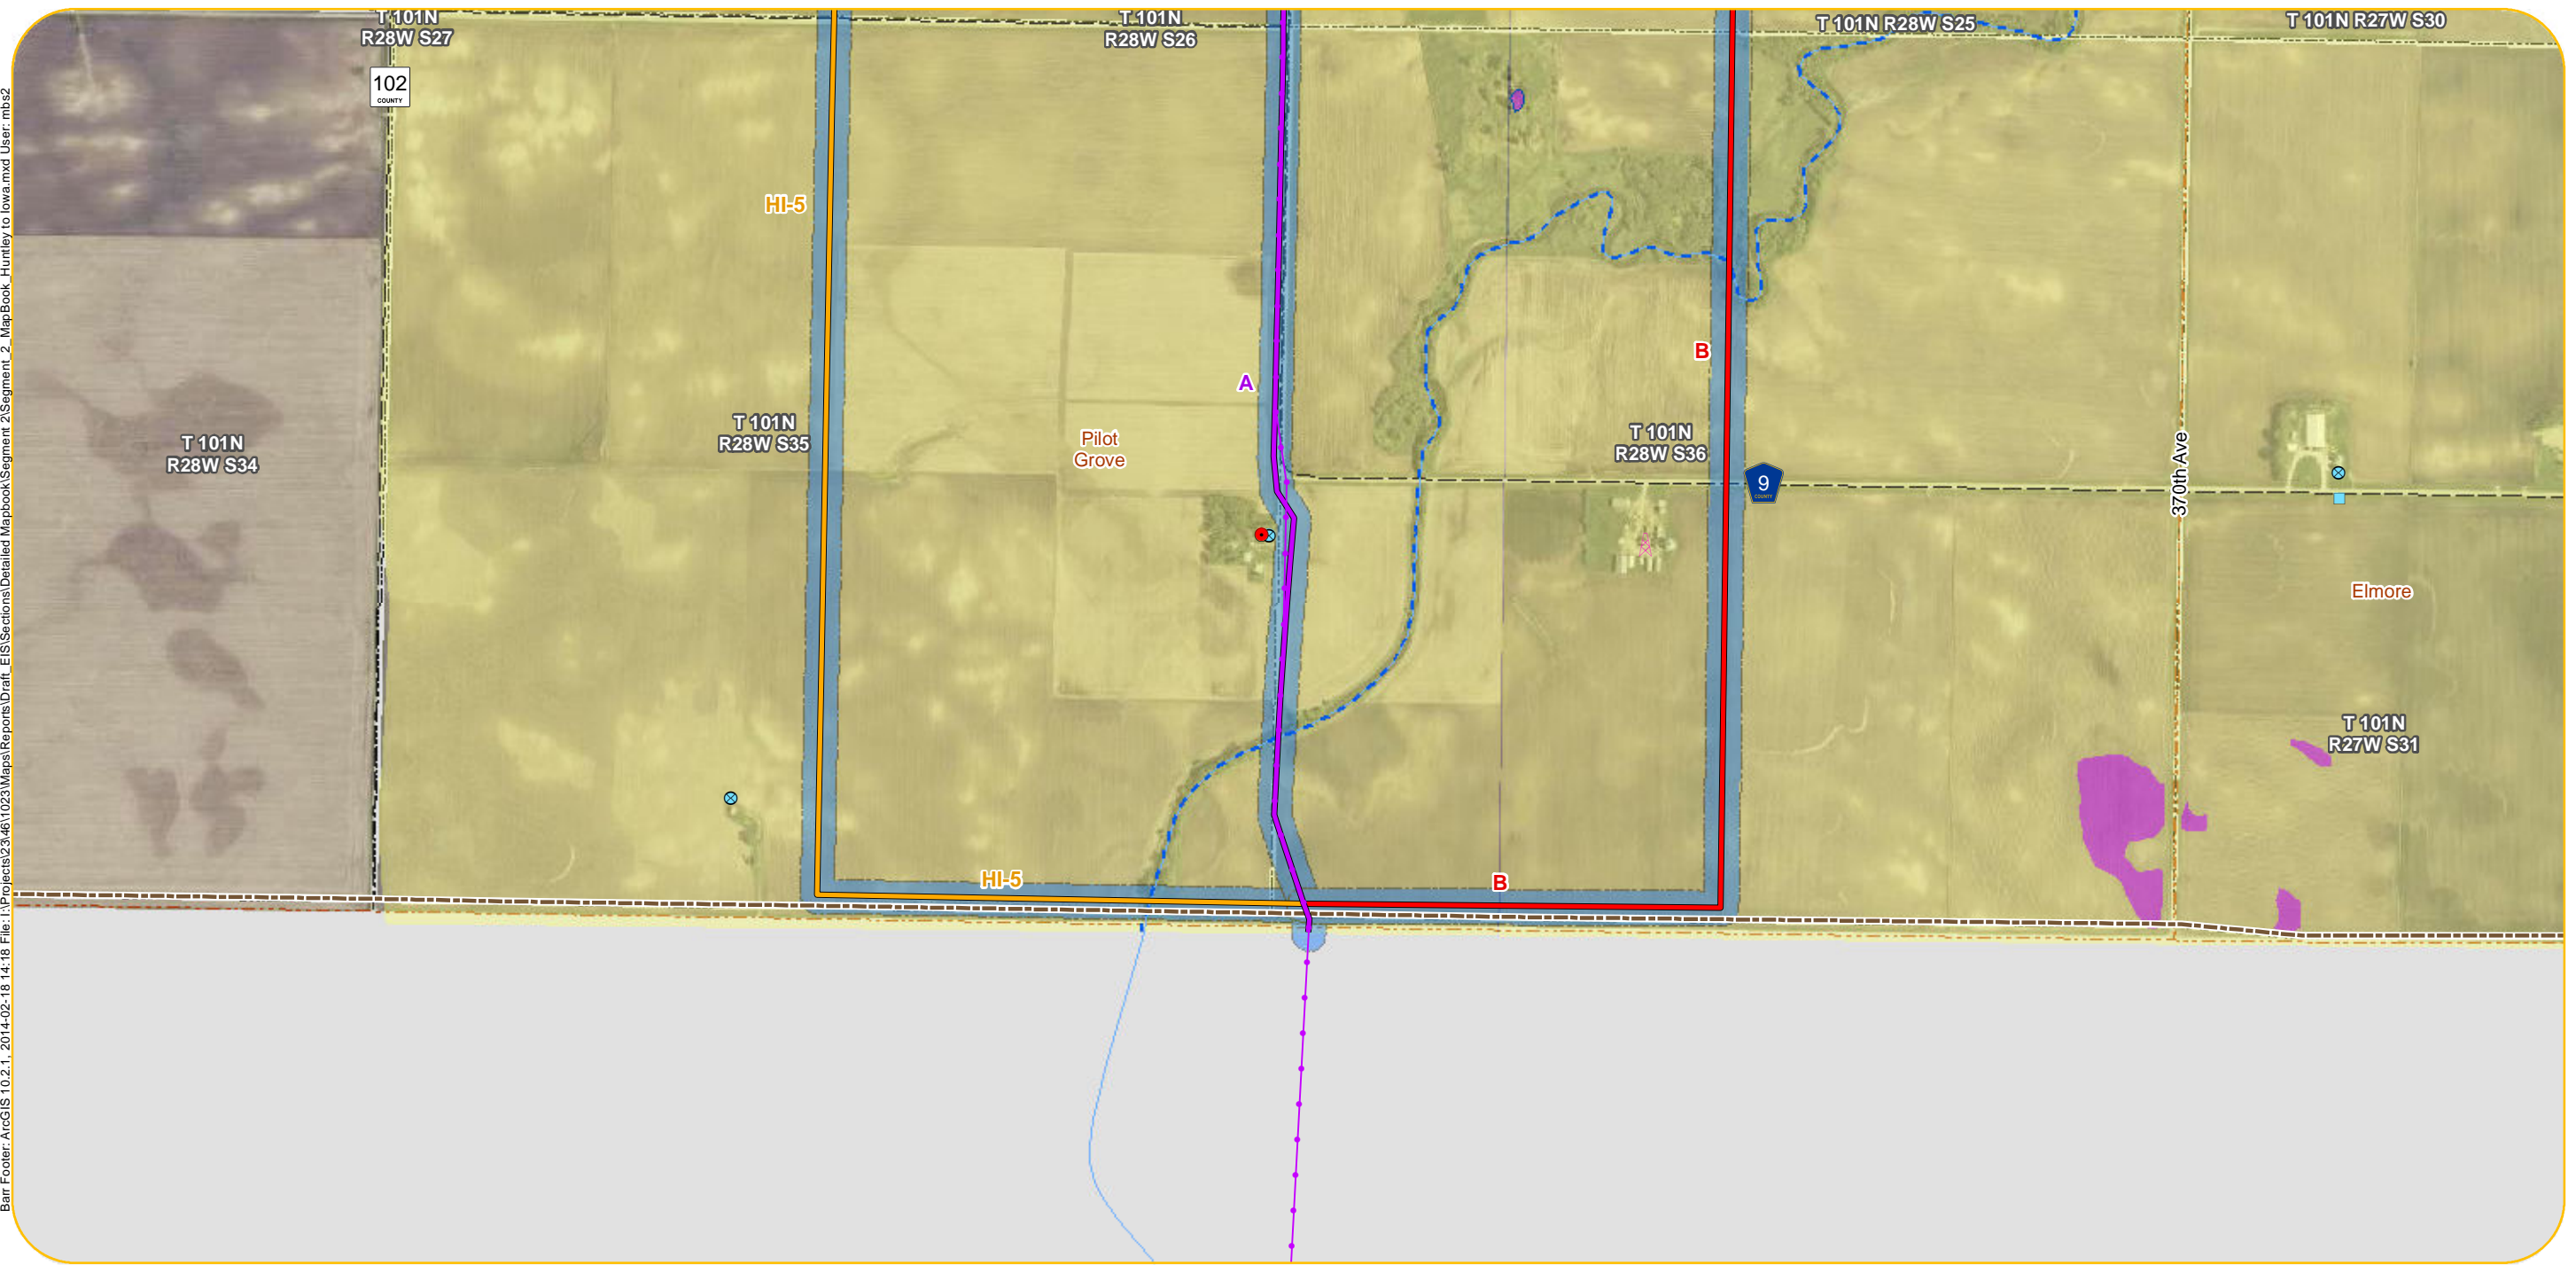 T 101N
R28W S27
T 101N
R28W S26
T 101N R28W S25
T 101N R27W S30
102
COUNTY
HI-5
A
B
T 101N
R28W S34
T 101N
R28W S35
Pilot
Grove
T 101N
R28W S36
9
COUNTY
370th Ave
Elmore
T 101N
R27W S31
HI-5
B
Barr Footer: ArcGIS 10.2.1, 2014-02-18 14:18 File: I:\Projects\23\46\1023\Maps\Reports\Draft_EIS\Sections\Detailed Mapbook\Segment 2\Segment_2_MapBook_Huntley to Iowa.mxd User: mbs2